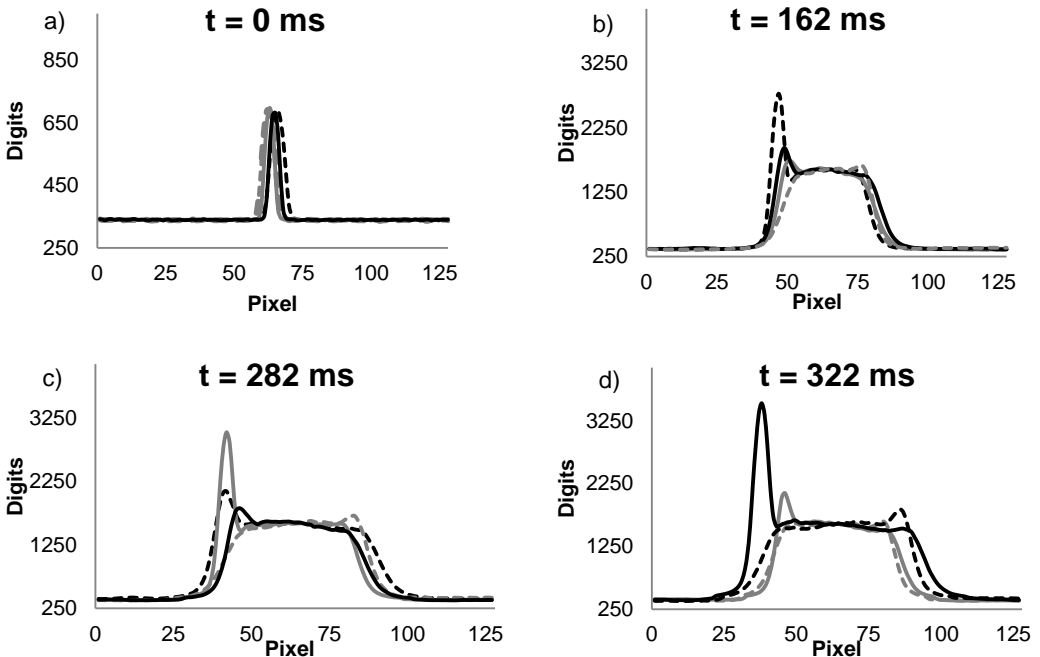 a)
t = 0 ms
850
650
450
250
Digits
0 25 50 75 100 125
Pixel
b)
t = 162 ms
3250
2250
1250
250
Digits
0 25 50 75 100 125
Pixel
c)
t = 282 ms
3250
2250
1250
250
Digits
0 25 50 75 100 125
Pixel
d)
t = 322 ms
3250
2250
1250
250
Digits
0 25 50 75 100 125
Pixel